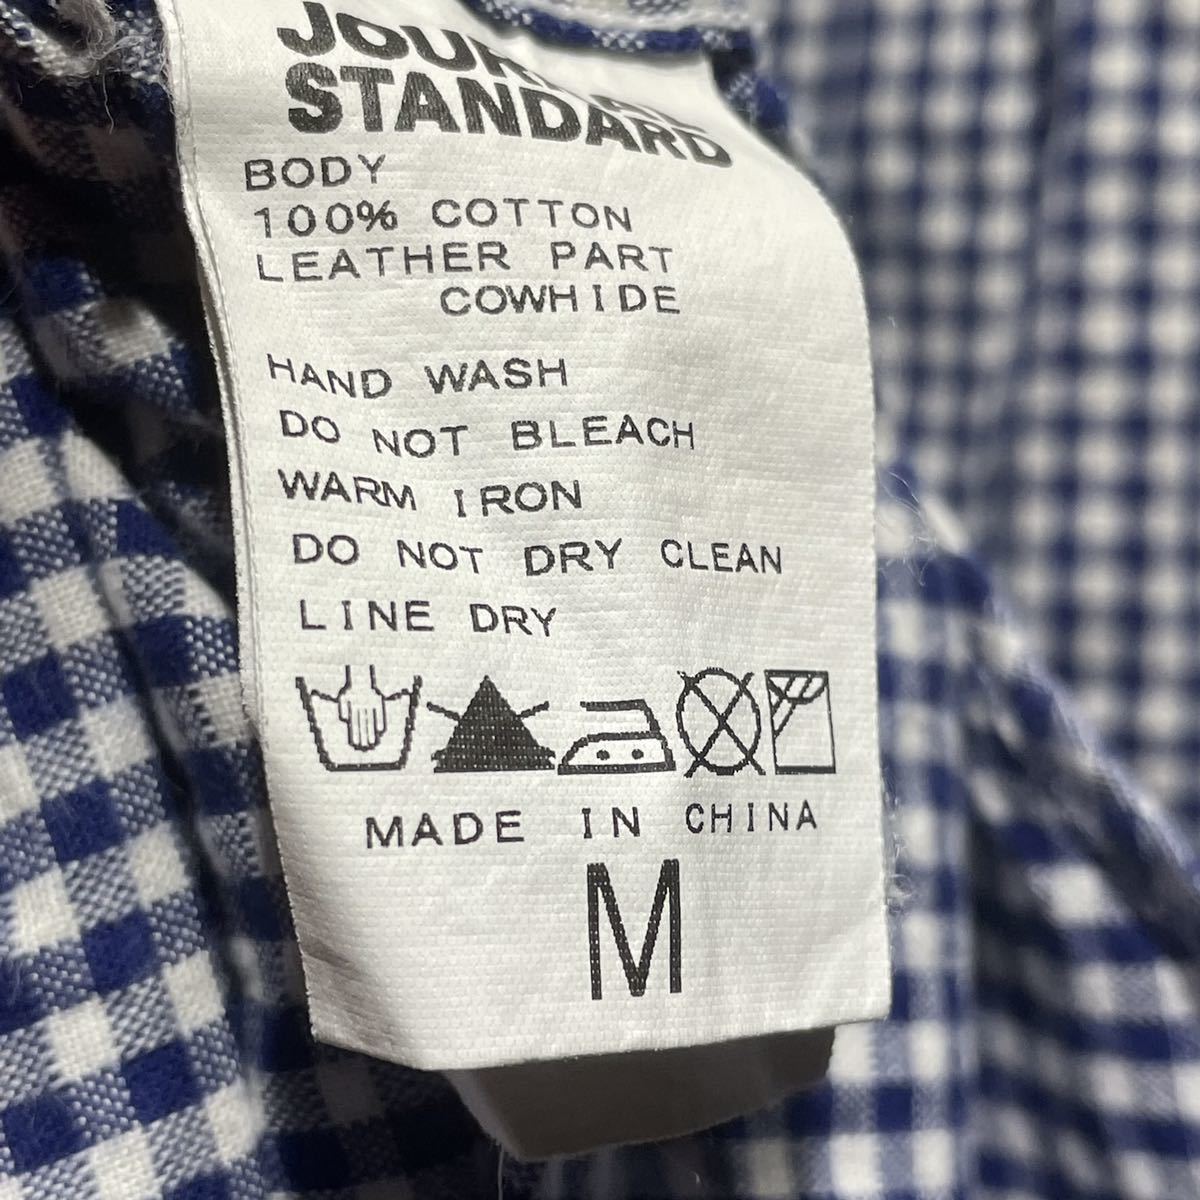 STANDARD
BODY
100% COTTON
LEATHER PART
COWHIDE
HAND WASH
DO NOT BLEACH
WARM IRON
DO NOT DRY CLEAN
LINE DRY
MADE IN CHINA
M